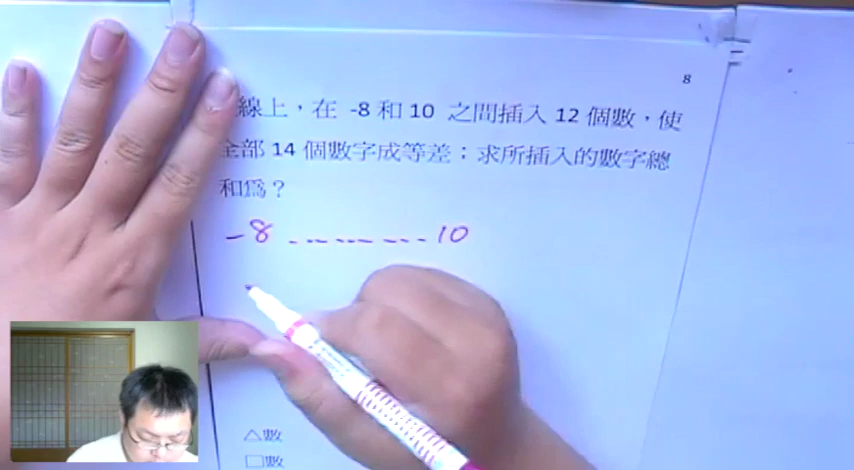 8
線上，在 -8 和 10 之間插入 12 個數，使
全部 14 個數字成等差：求所插入的數字總
和為？
-8 ---------- 10
△數
□數